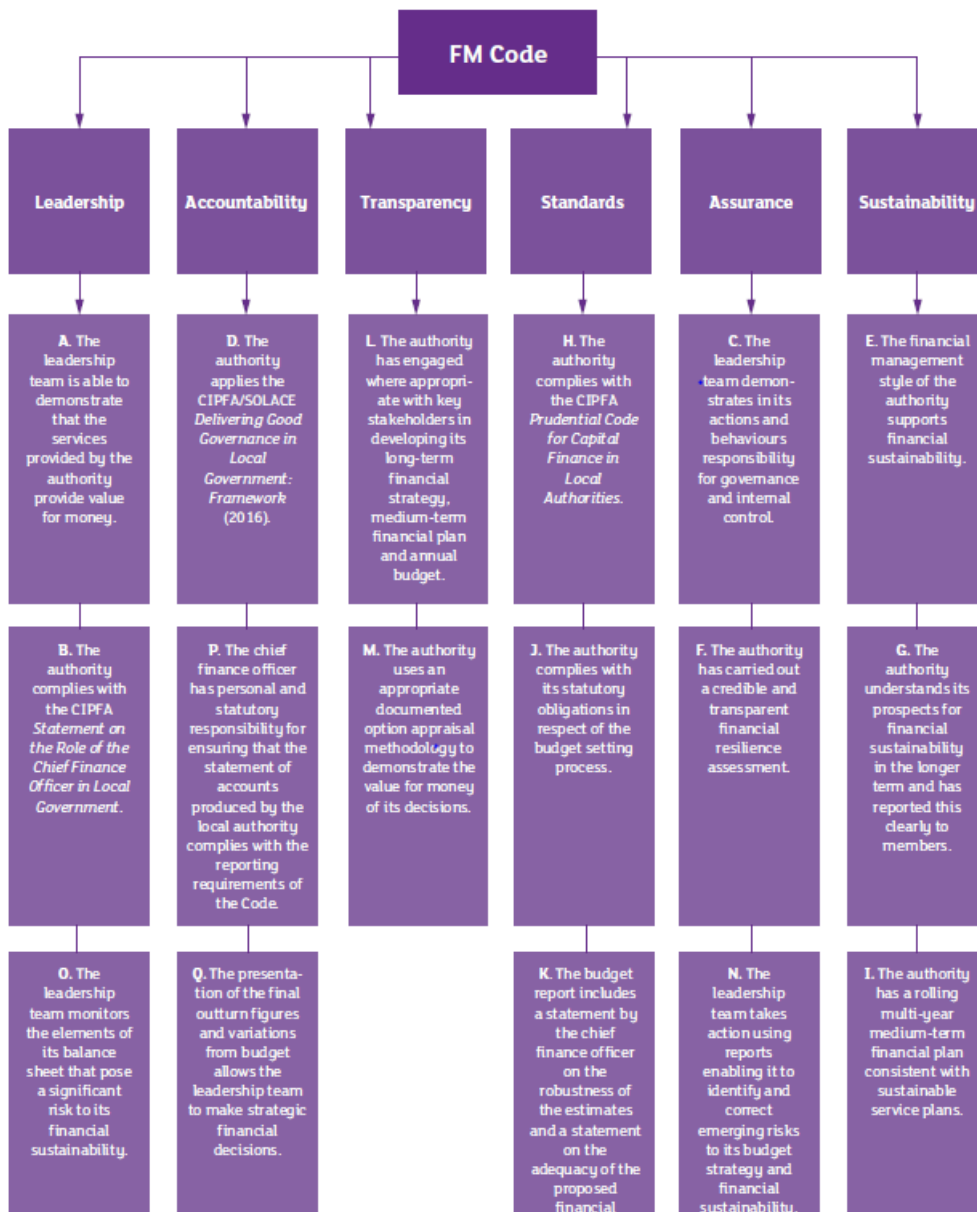 FM Code
Leadership
Accountability
Transparency
Standards
Assurance
Sustainability
A. The
leadership
team is able to
demonstrate
that the
services
provided by the
authority
provide value
for money.
D. The
authority
applies the
CIPFA/SOLACE
Delivering Good
Governance in
Local
Government:
Framework
(2016).
L. The authority
has engaged
where appropri-
ate with key
stakeholders in
developing its
long-term
financial
strategy,
medium-term
financial plan
and annual
budget.
H. The
authority
complies with
the CIPFA
Prudential Code
for Capital
Finance in
Local
Authorities.
C. The
leadership
team demon-
strates in its
actions and
behaviours
responsibility
for governance
and internal
control.
E. The financial
management
style of the
authority
supports
financial
sustainability.
B. The
authority
complies with
the CIPFA
Statement on
the Role of the
Chief Finance
Officer in Local
Government.
P. The chief
finance officer
has personal and
statutory
responsibility for
ensuring that the
statement of
accounts
produced by the
local authority
complies with the
reporting
requirements of
the Code.
M. The authority
uses an
appropriate
documented
option appraisal
methodology to
demonstrate the
value for money
of its decisions.
J. The authority
complies with
its statutory
obligations in
respect of the
budget setting
process.
F. The authority
has carried out
a credible and
transparent
financial
resilience
assessment.
G. The
authority
understands its
prospects for
financial
sustainability
in the longer
term and has
reported this
clearly to
members.
O. The
leadership
team monitors
the elements of
its balance
sheet that pose
a significant
risk to its
financial
sustainability.
Q. The presenta-
tion of the final
outturn figures
and variations
from budget
allows the
leadership team
to make strategic
financial
decisions.
K. The budget
report includes
a statement by
the chief
finance officer
on the
robustness of
the estimates
and a statement
on the
adequacy of the
proposed
financial
N. The
leadership
team takes
action using
reports
enabling it to
identify and
correct
emerging risks
to its budget
strategy and
financial
sustainability.
I. The authority
has a rolling
multi-year
medium-term
financial plan
consistent with
sustainable
service plans.